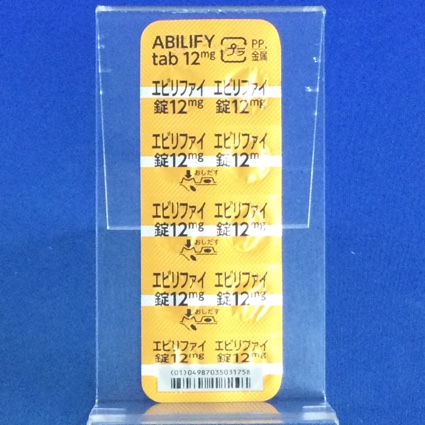 ABILIFY
tab 12mg
プラ
PP,
金属
エビリファイ エビリファイ
錠12mg 錠12mg
エビリファイ エビリファイ
錠12mg 錠12m
おしだす
エビリファイ エビリファイ
錠12mg 錠12mg
おしだす
エビリファイ エビリファイ
錠12mg 錠12mg
おしだす
エビリファイ エビリファイ
錠12mg 錠12mg
(01)04987035031758